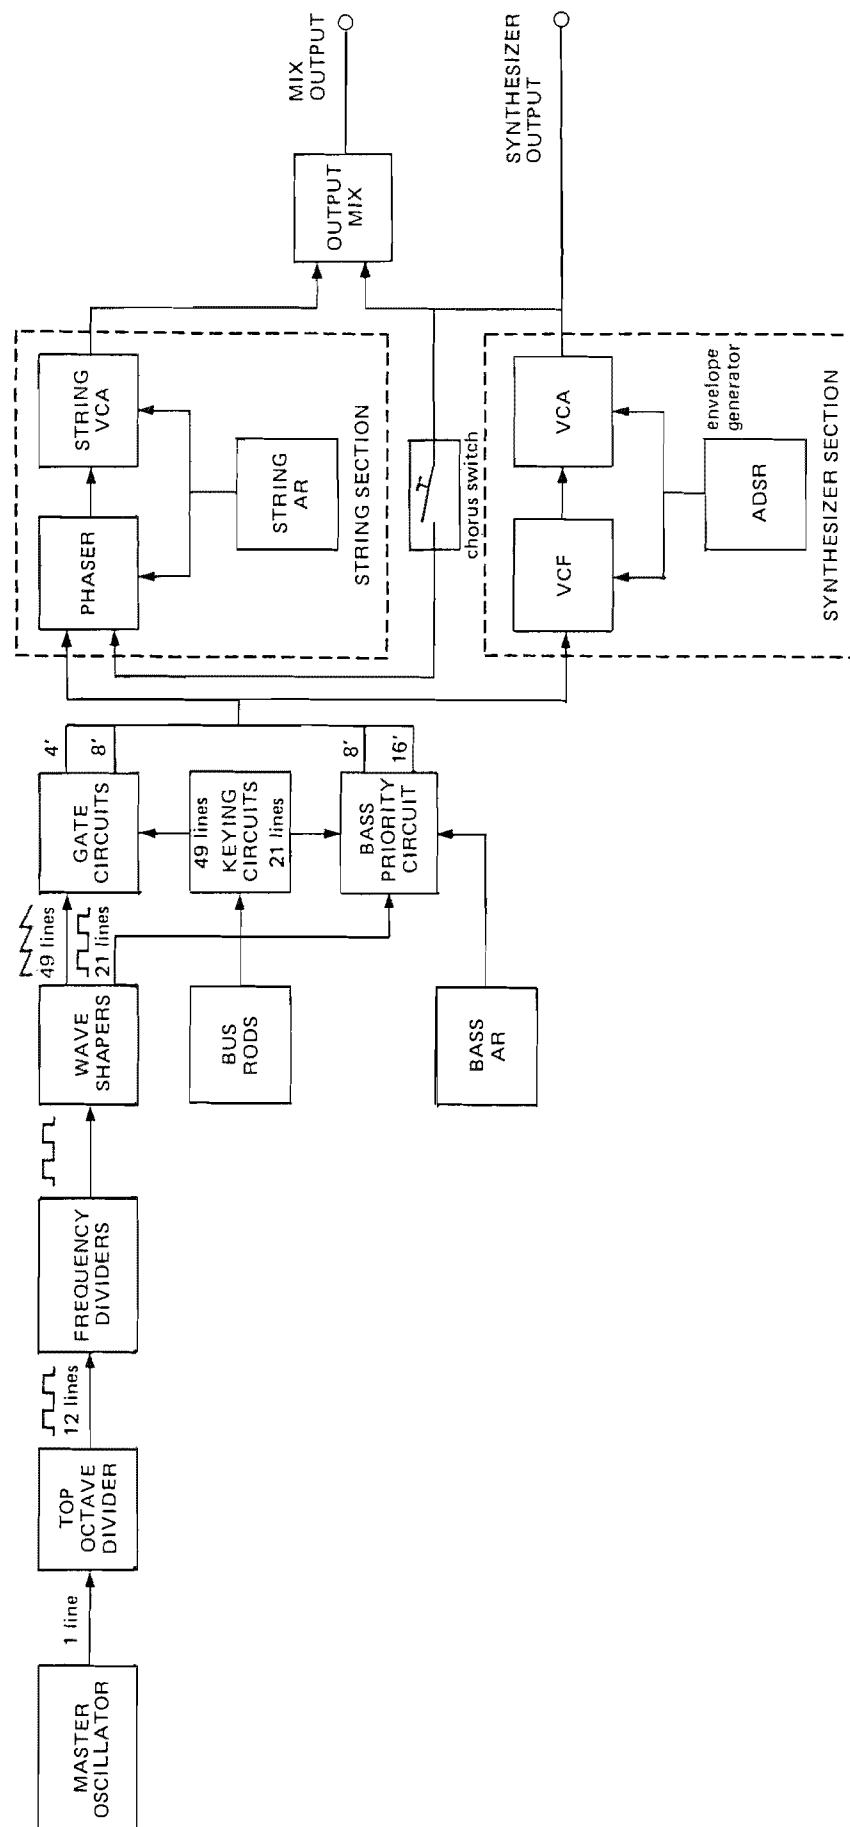 MASTER
OSCILLATOR
1 line
TOP
OCTAVE
DIVIDER
12 lines
FREQUENCY
DIVIDERS
WAVE
SHAPERS
49 lines
21 lines
GATE
CIRCUITS
4'
8'
BUS
RODS
49 lines
KEYING
CIRCUITS
21 lines
BASS
AR
BASS
PRIORITY
CIRCUIT
8'
16'
PHASER
STRING
VCA
STRING
AR
STRING SECTION
chorus switch
VCF
VCA
ADSR
envelope
generator
SYNTHESIZER SECTION
OUTPUT
MIX
MIX
OUTPUT
SYNTHESIZER
OUTPUT